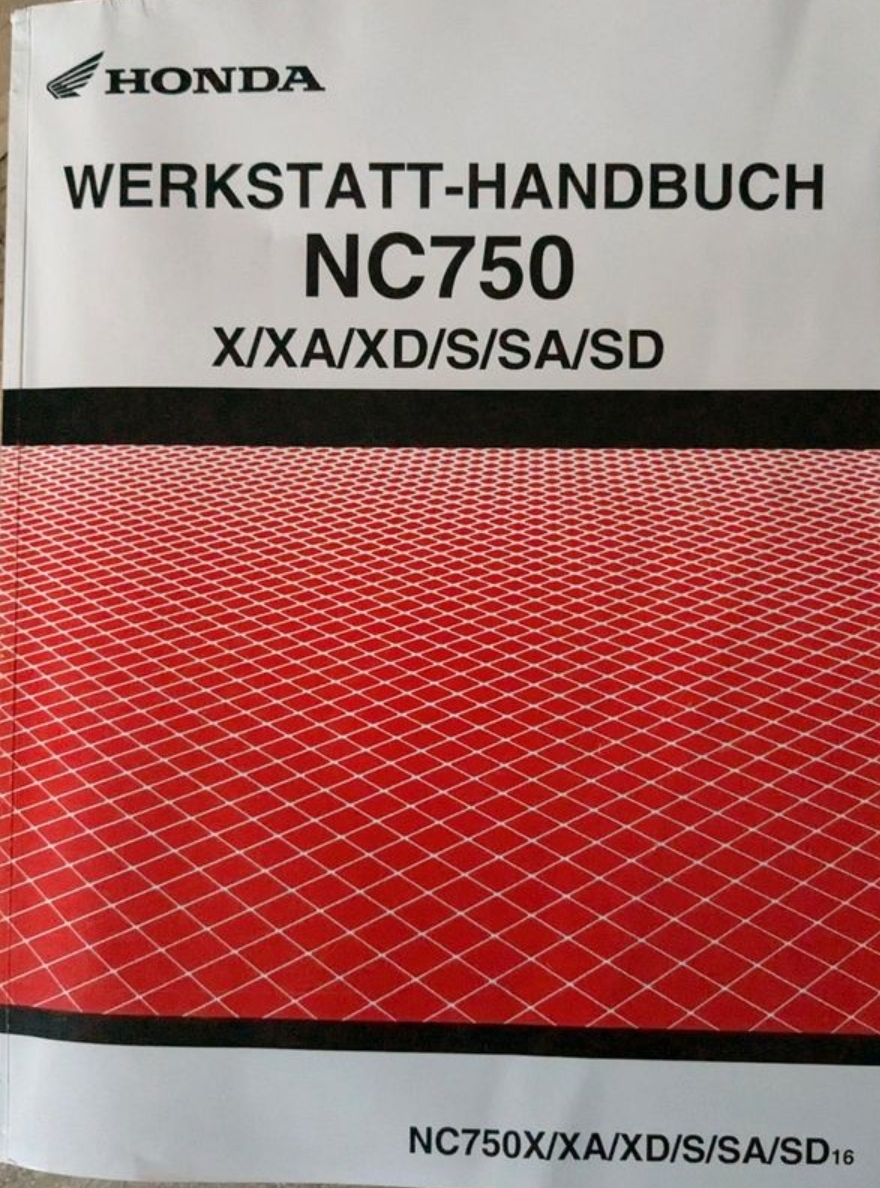 HONDA
WERKSTATT-HANDBUCH
NC750
X/XA/XD/S/SA/SD
NC750X/XA/XD/S/SA/SD16